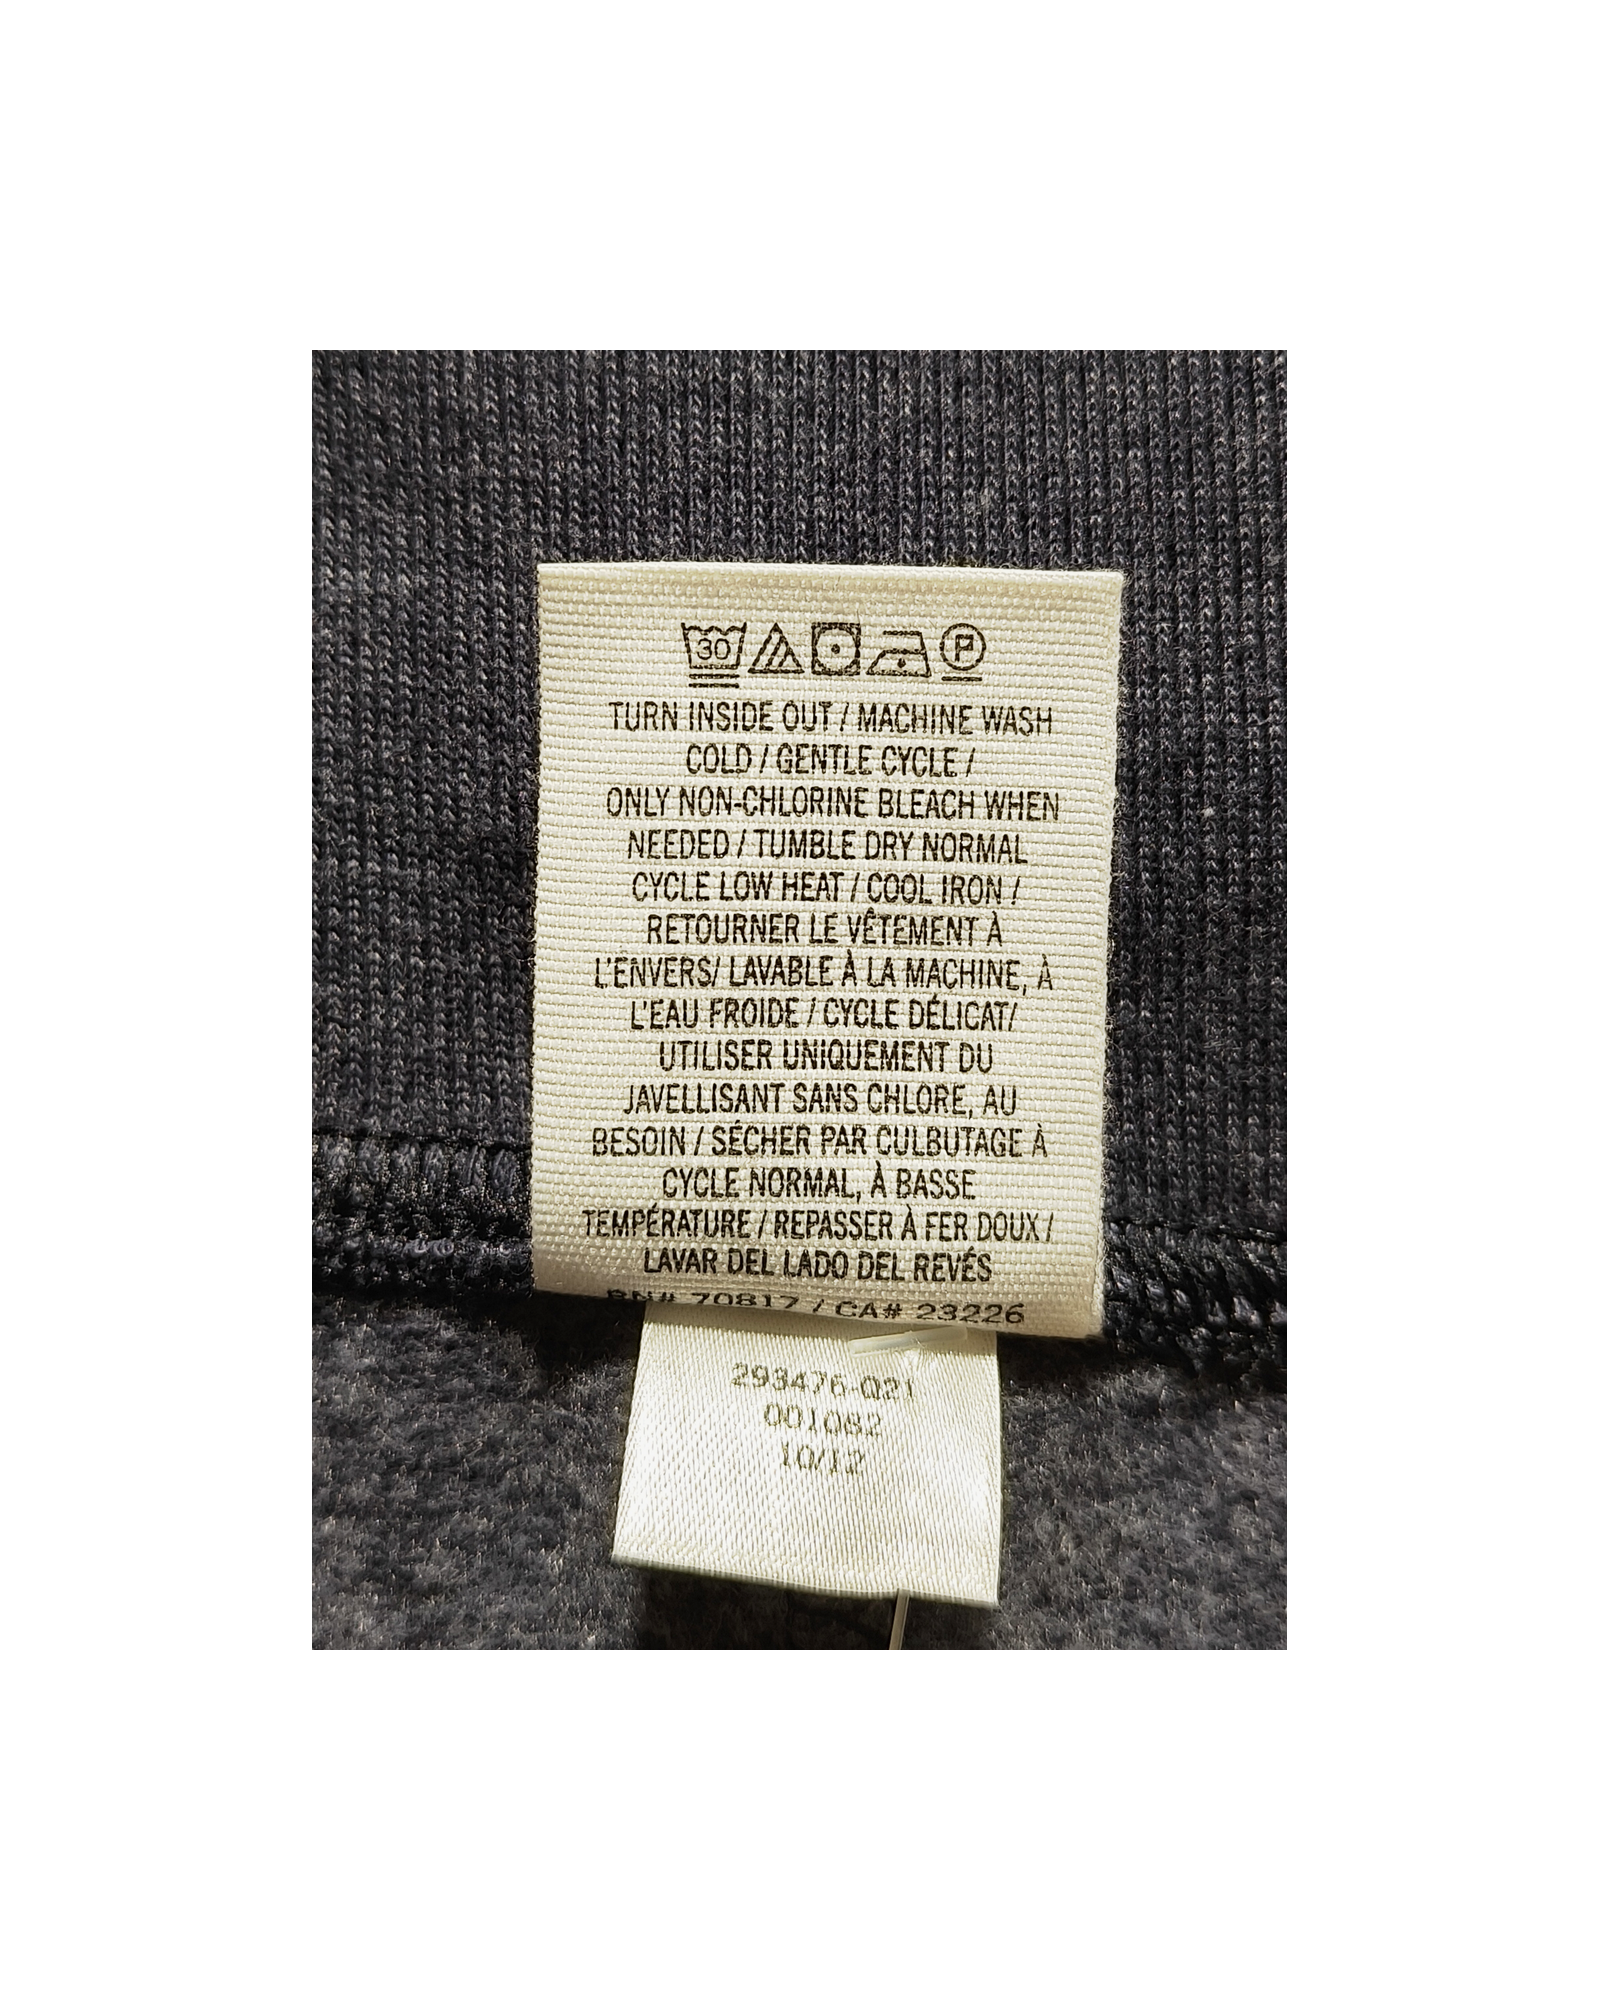 30 P
TURN INSIDE OUT / MACHINE WASH
COLD / GENTLE CYCLE /
ONLY NON-CHLORINE BLEACH WHEN
NEEDED / TUMBLE DRY NORMAL
CYCLE LOW HEAT / COOL IRON /
RETOURNER LE VÊTEMENT À
L'ENVERS/ LAVABLE À LA MACHINE, À
L'EAU FROIDE / CYCLE DÉLICAT/
UTILISER UNIQUEMENT DU
JAVELLISANT SANS CHLORE, AU
BESOIN / SÉCHER PAR CULBUTAGE À
CYCLE NORMAL, À BASSE
TEMPÉRATURE / REPASSER À FER DOUX /
LAVAR DEL LADO DEL REVÉS
RN# 70817 / CA# 23226
293476-021
001082
10/12